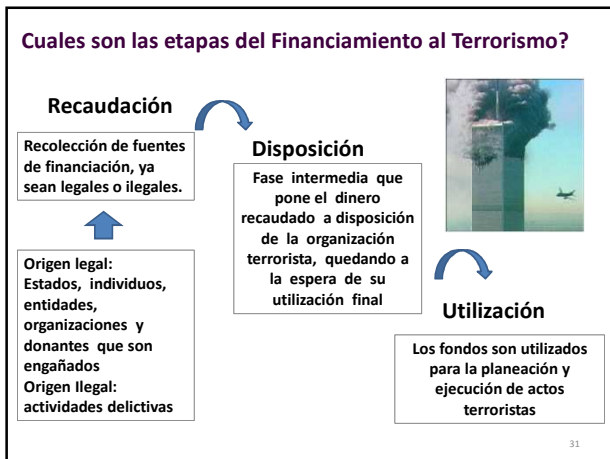 Cuales son las etapas del Financiamiento al Terrorismo?
Recaudación
Recolección de fuentes
de financiación, ya
sean legales o ilegales.
Origen legal:
Estados, individuos,
entidades,
organizaciones y
donantes que son
engañados
Origen Ilegal:
actividades delictivas
Disposición
Fase intermedia que
pone el dinero
recaudado a disposición
de la organización
terrorista, quedando a
la espera de su
utilización final
Utilización
Los fondos son utilizados
para la planeación y
ejecución de actos
terroristas
31